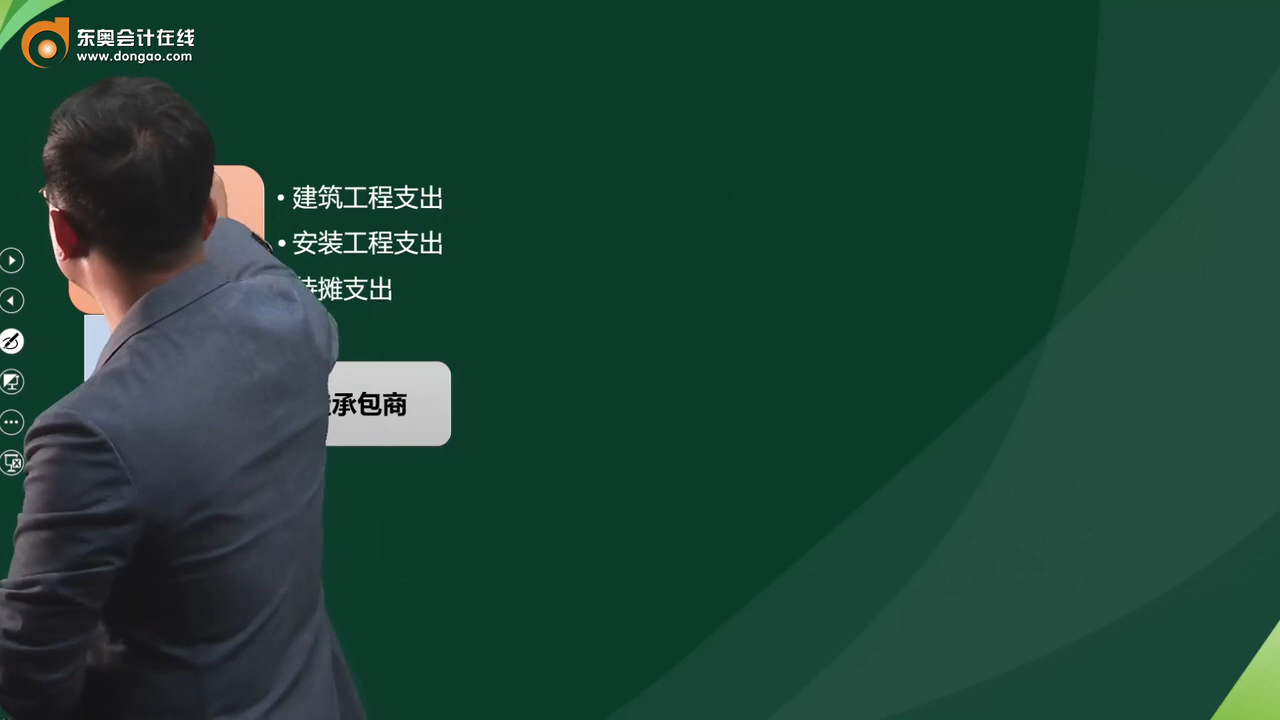 东奥会计在线
www.dongao.com
• 建筑工程支出
• 安装工程支出
待摊支出
承包商